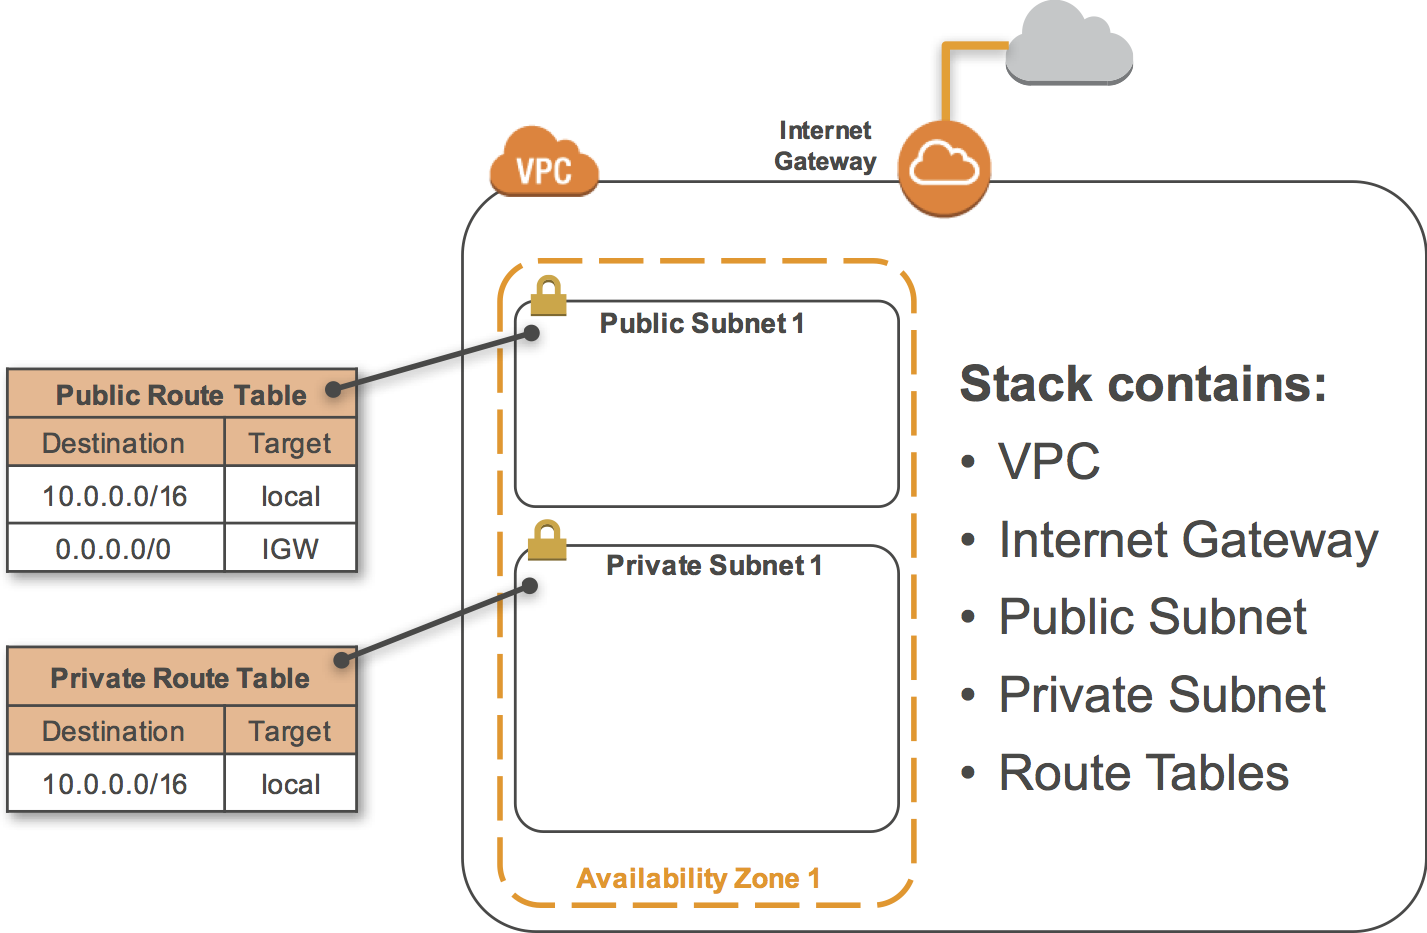 Internet
Gateway
VPC
Public Subnet 1
Public Route Table
Destination Target
10.0.0.0/16 local
0.0.0.0/0 IGW
Private Subnet 1
Private Route Table
Destination Target
10.0.0.0/16 local
Availability Zone 1
Stack contains:
• VPC
• Internet Gateway
• Public Subnet
• Private Subnet
• Route Tables